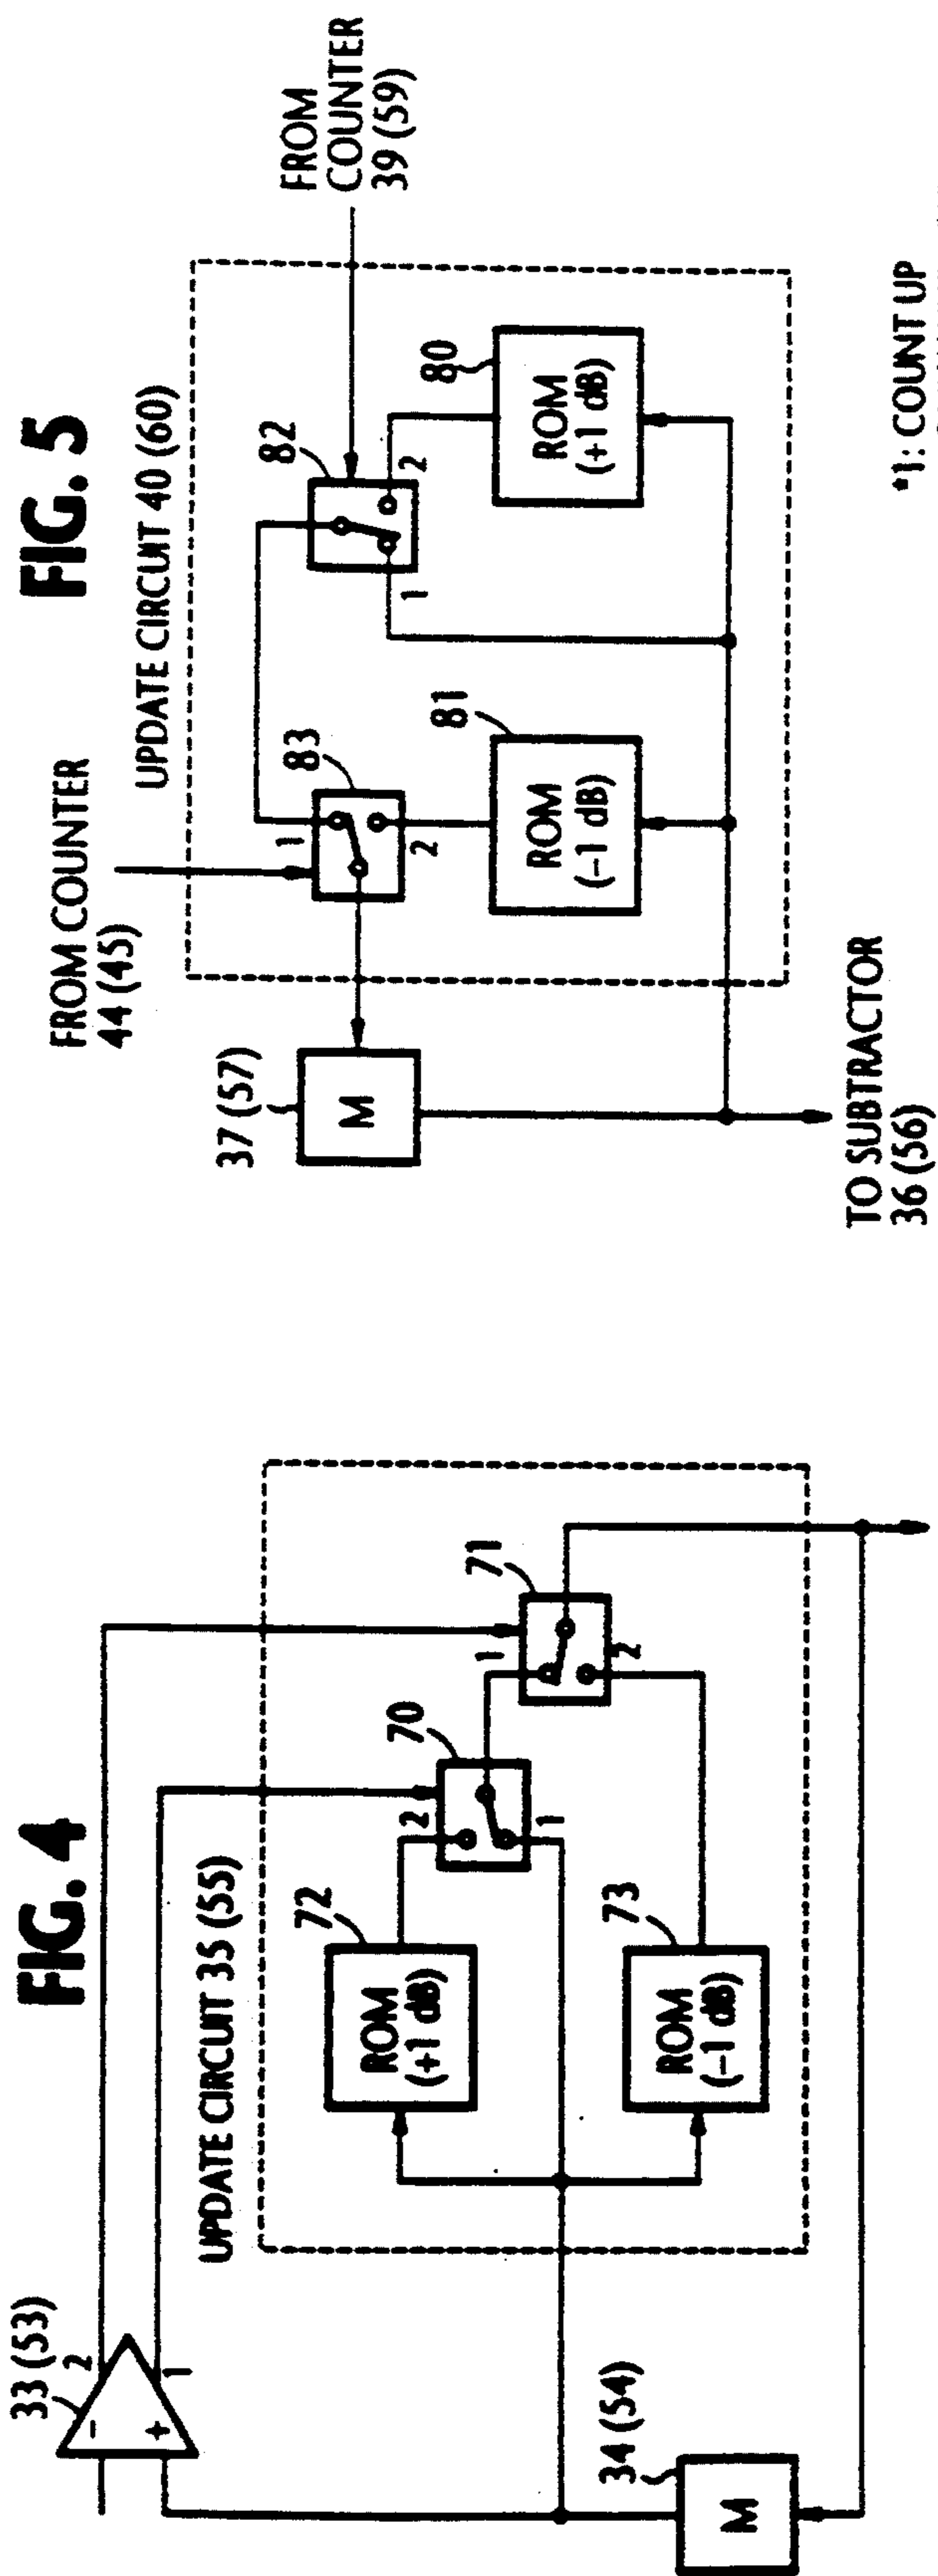 FIG. 4
33 (53)
-
+
2
1
UPDATE CIRCUIT 35 (55)
72
ROM
(+1 dB)
70
2
1
71
1
2
73
ROM
(-1 dB)
34 (54)
M
FIG. 5
FROM COUNTER
44 (45)
UPDATE CIRCUIT 40 (60)
FROM
COUNTER
39 (59)
83
1
2
82
1
2
81
ROM
(-1 dB)
80
ROM
(+1 dB)
37 (57)
M
TO SUBTRACTOR
36 (56)
*1: COUNT UP